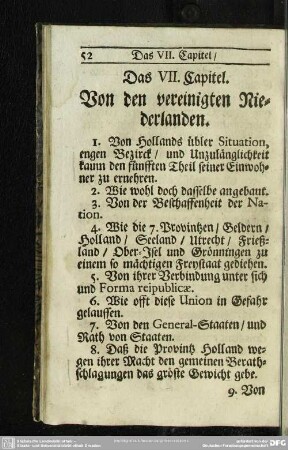 52 Das VII. Capitel/
Das VII. Capitel.
Von den vereinigten Nie-
derlanden.
1. Von Hollands übler Situation,
engen Bezirck/ und Unzulänglichkeit
kaum den fünfften Theil seiner Einwoh-
ner zu ernehren.
2. Wie wohl doch dasselbe angebaut.
3. Von der Beschaffenheit der Na-
tion.
4. Wie die 7. Provintzen/ Geldern/
Holland/ Seeland/ Utrecht/ Frieß-
land/ Ober-Isel und Grönningen zu
einem so mächtigen Freystaat gediehen.
5. Von ihrer Verbindung unter sich
und Forma reipublicæ.
6. Wie offt diese Union in Gefahr
gelauffen.
7. Von den General-Staaten/ und
Rath von Staaten.
8. Daß die Provintz Holland we-
gen ihrer Macht den gemeinen Berath-
schlagungen das gröste Gewicht gebe.
9. Von
DFG